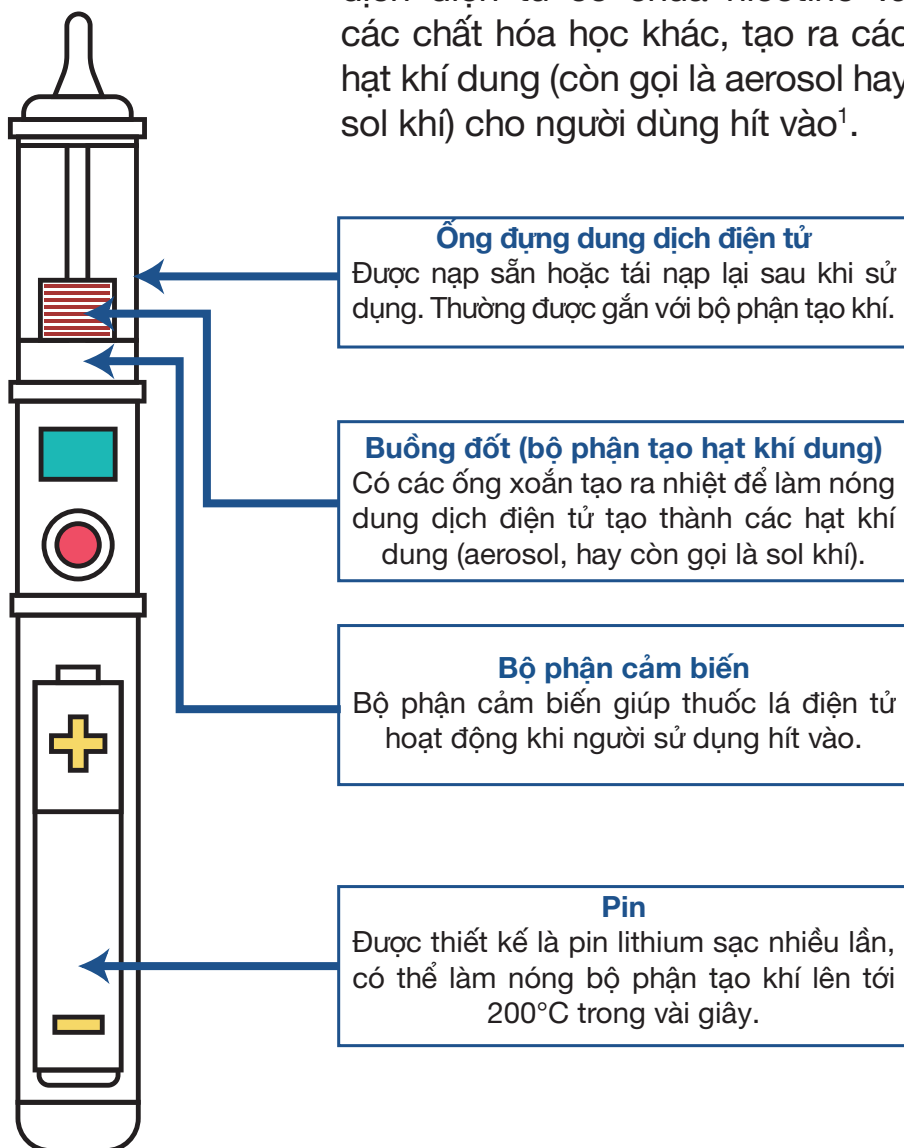 các chất hóa học khác, tạo ra các
hạt khí dung (còn gọi là aerosol hay
sol khí) cho người dùng hít vào¹.
Ống đựng dung dịch điện tử
Được nạp sẵn hoặc tái nạp lại sau khi sử
dụng. Thường được gắn với bộ phận tạo khí.
Buồng đốt (bộ phận tạo hạt khí dung)
Có các ống xoắn tạo ra nhiệt để làm nóng
dung dịch điện tử tạo thành các hạt khí
dung (aerosol, hay còn gọi là sol khí).
Bộ phận cảm biến
Bộ phận cảm biến giúp thuốc lá điện tử
hoạt động khi người sử dụng hít vào.
Pin
Được thiết kế là pin lithium sạc nhiều lần,
có thể làm nóng bộ phận tạo khí lên tới
200°C trong vài giây.